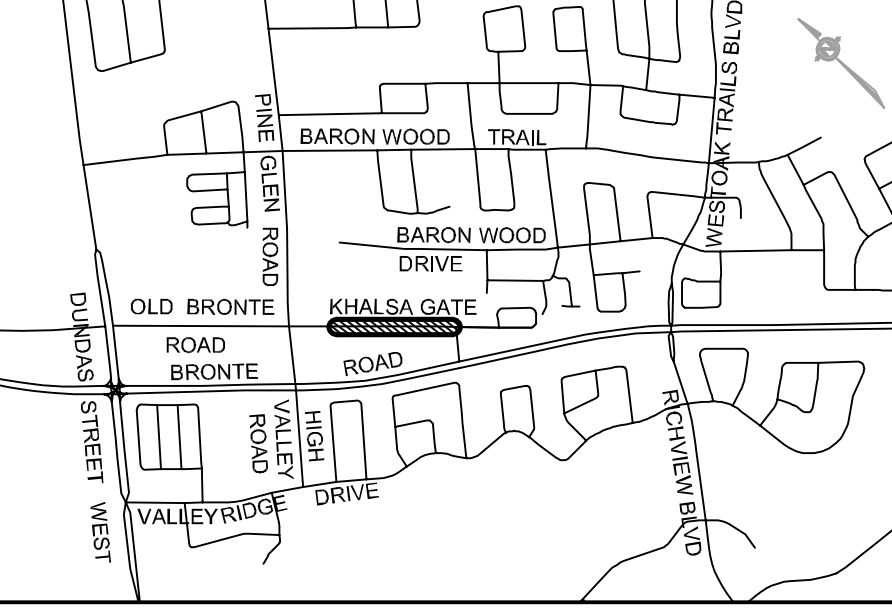 WESTOAK TRAILS BLVD
PINE GLEN ROAD
BARON WOOD TRAIL
BARON WOOD
DRIVE
OLD BRONTE
ROAD
KHALSA GATE
BRONTE ROAD
DUNDAS STREET WEST
HIGH
VALLEY
ROAD
RICHVIEW BLVD
VALLEYRIDGE DRIVE